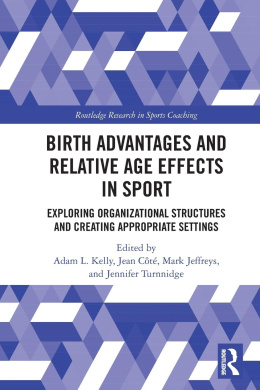 Routledge Research in Sports Coaching
BIRTH ADVANTAGES AND
RELATIVE AGE EFFECTS
IN SPORT
EXPLORING ORGANIZATIONAL STRUCTURES
AND CREATING APPROPRIATE SETTINGS
Edited by
Adam L. Kelly, Jean Côté, Mark Jeffreys,
and Jennifer Turnnidge
ROUTLEDGE